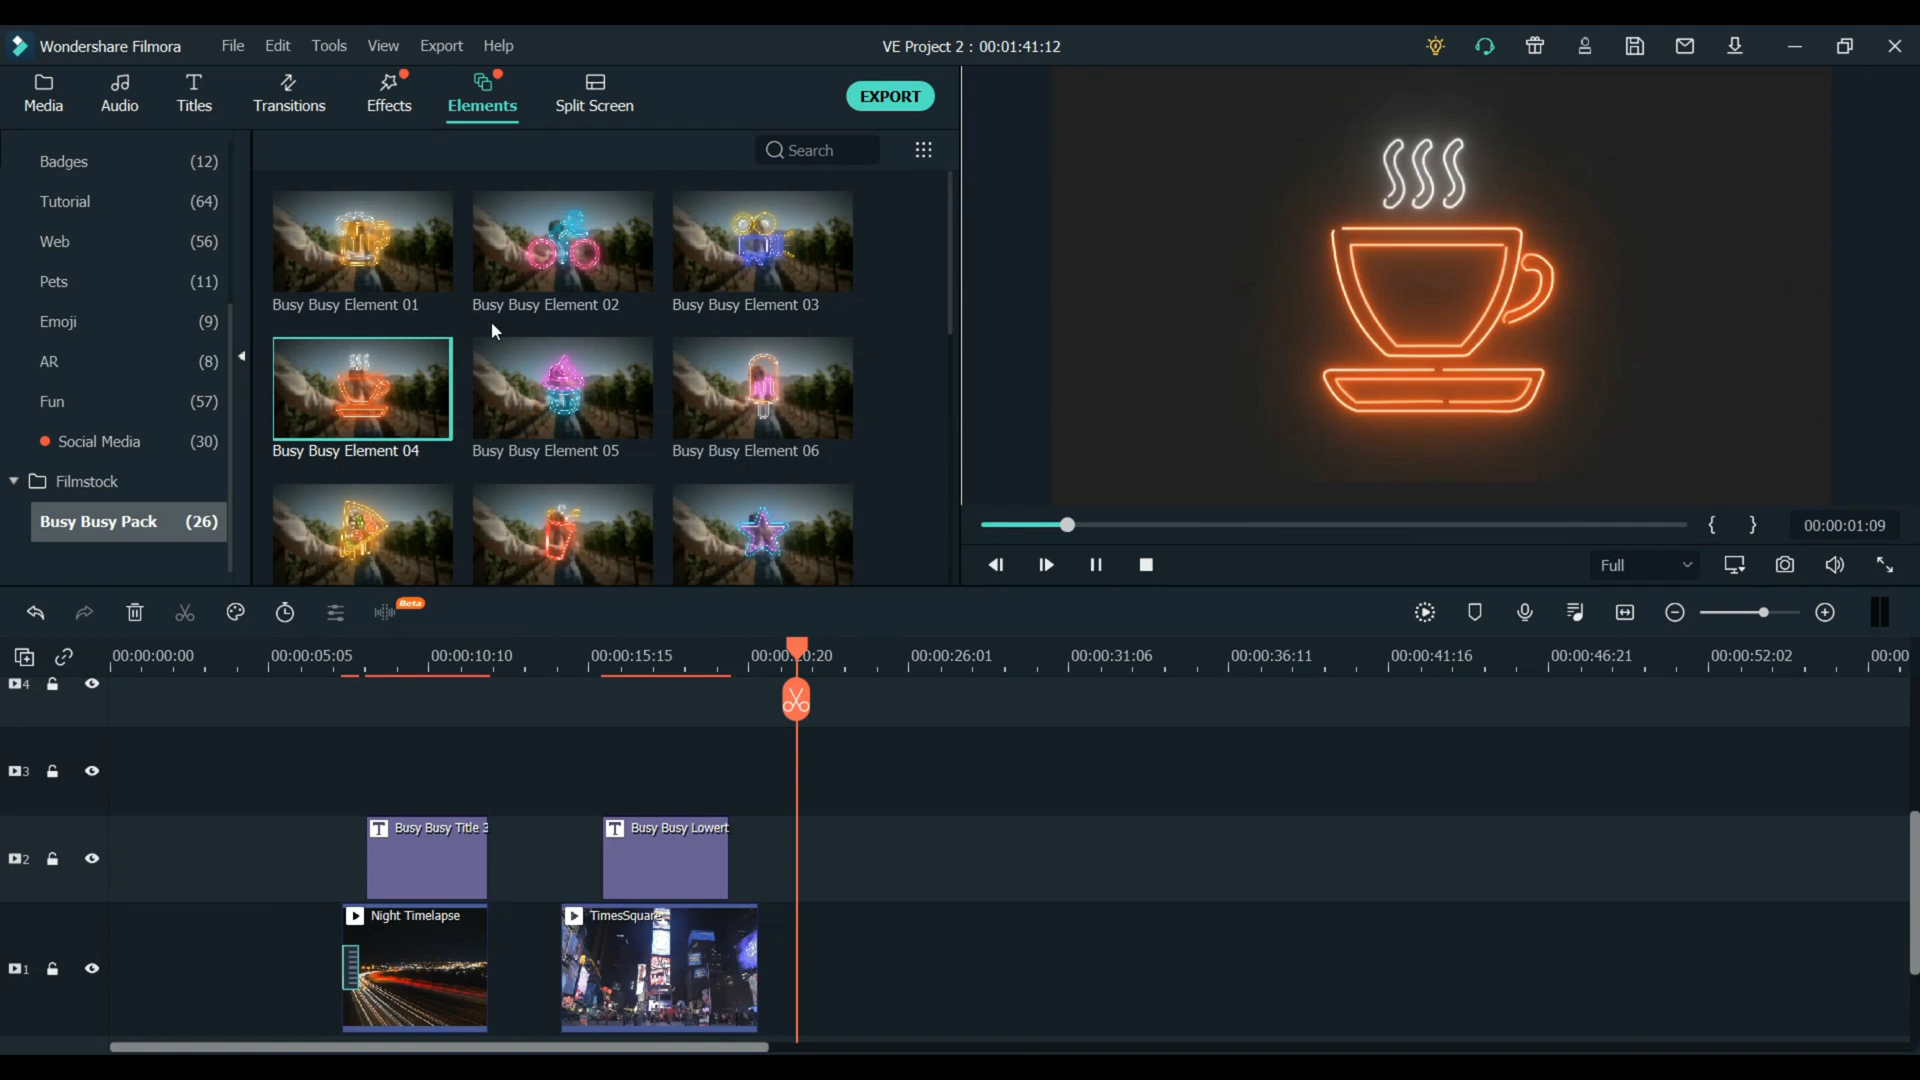 Wondershare Filmora File Edit Tools View Export Help VE Project 2 : 00:01:41:12
Media Audio Titles Transitions Effects Elements Split Screen EXPORT
Search
Badges (12)
Tutorial (64)
Web (56)
Pets (11)
Emoji (9)
AR (8)
Fun (57)
Social Media (30)
Filmstock
Busy Busy Pack (26)
Busy Busy Element 01 Busy Busy Element 02 Busy Busy Element 03
Busy Busy Element 04 Busy Busy Element 05 Busy Busy Element 06
{ } 00:00:01:09
Full
Beta
00:00:00:00 00:00:05:05 00:00:10:10 00:00:15:15 00:00:20:20 00:00:26:01 00:00:31:06 00:00:36:11 00:00:41:16 00:00:46:21 00:00:52:02 00:00
4
3
2 T Busy Busy Title 3 T Busy Busy Lowert
Night Timelapse TimesSquare
1